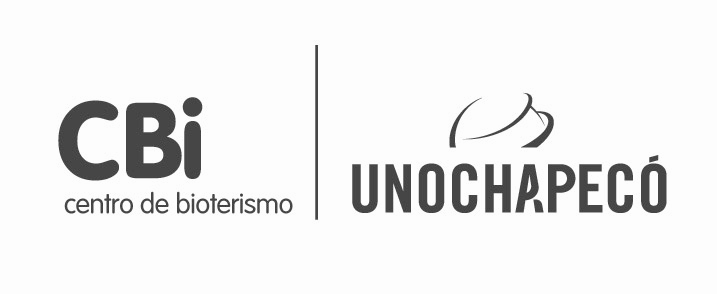 CBi
centro de bioterismo
UNOCHAPECÓ